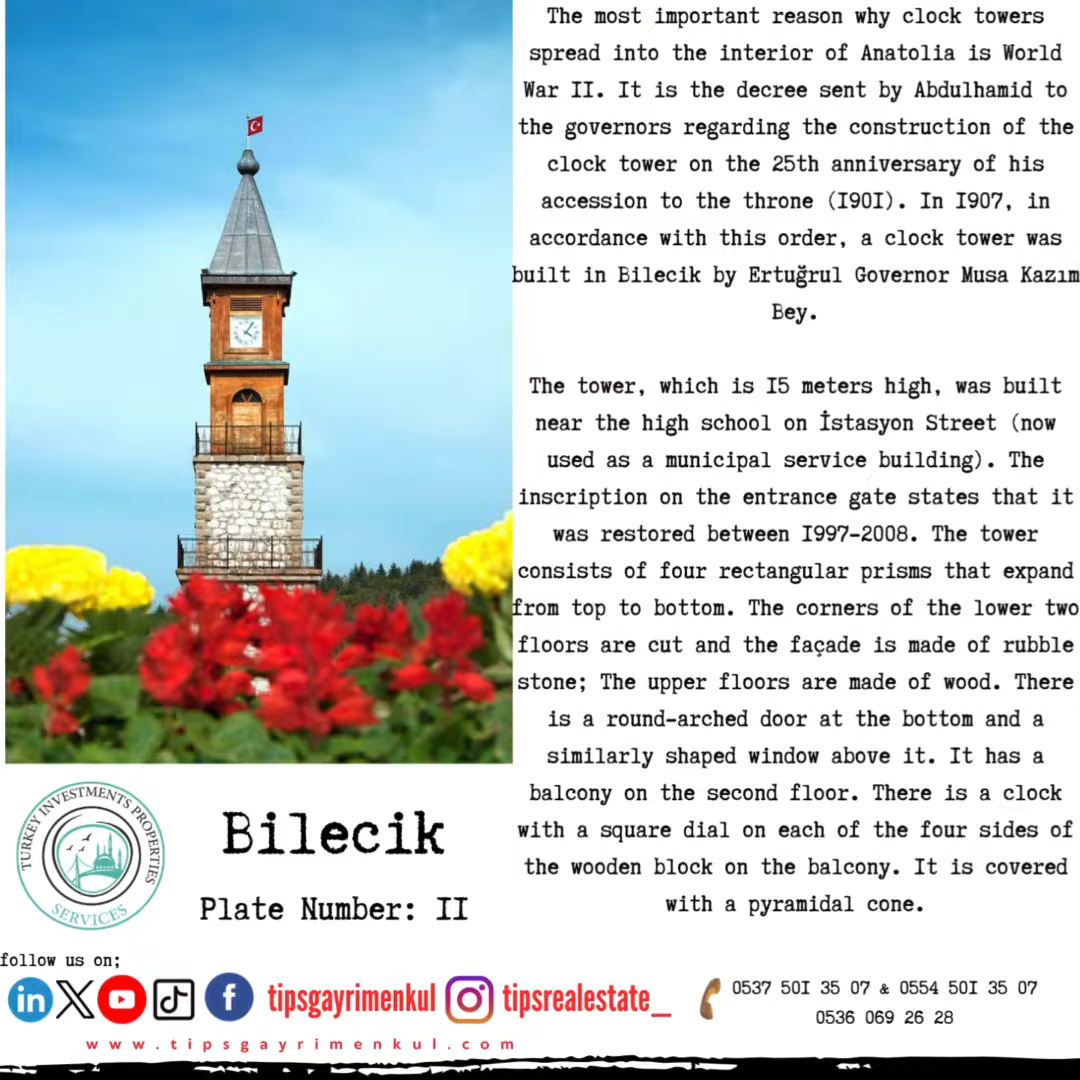 The most important reason why clock towers
spread into the interior of Anatolia is World
War II. It is the decree sent by Abdulhamid to
the governors regarding the construction of the
clock tower on the 25th anniversary of his
accession to the throne (I90I). In I907, in
accordance with this order, a clock tower was
built in Bilecik by Ertuğrul Governor Musa Kazım
Bey.
The tower, which is I5 meters high, was built
near the high school on İstasyon Street (now
used as a municipal service building). The
inscription on the entrance gate states that it
was restored between I997-2008. The tower
consists of four rectangular prisms that expand
from top to bottom. The corners of the lower two
floors are cut and the façade is made of rubble
stone; The upper floors are made of wood. There
is a round-arched door at the bottom and a
similarly shaped window above it. It has a
balcony on the second floor. There is a clock
with a square dial on each of the four sides of
the wooden block on the balcony. It is covered
with a pyramidal cone.
TURKEY INVESTMENTS PROPERTIES
SERVICES
Bilecik
Plate Number: II
follow us on;
tipsgayrimenkul
tipsrealestate_
0537 50I 35 07 & 0554 50I 35 07
0536 069 26 28
www.tipsgayrimenkul.com